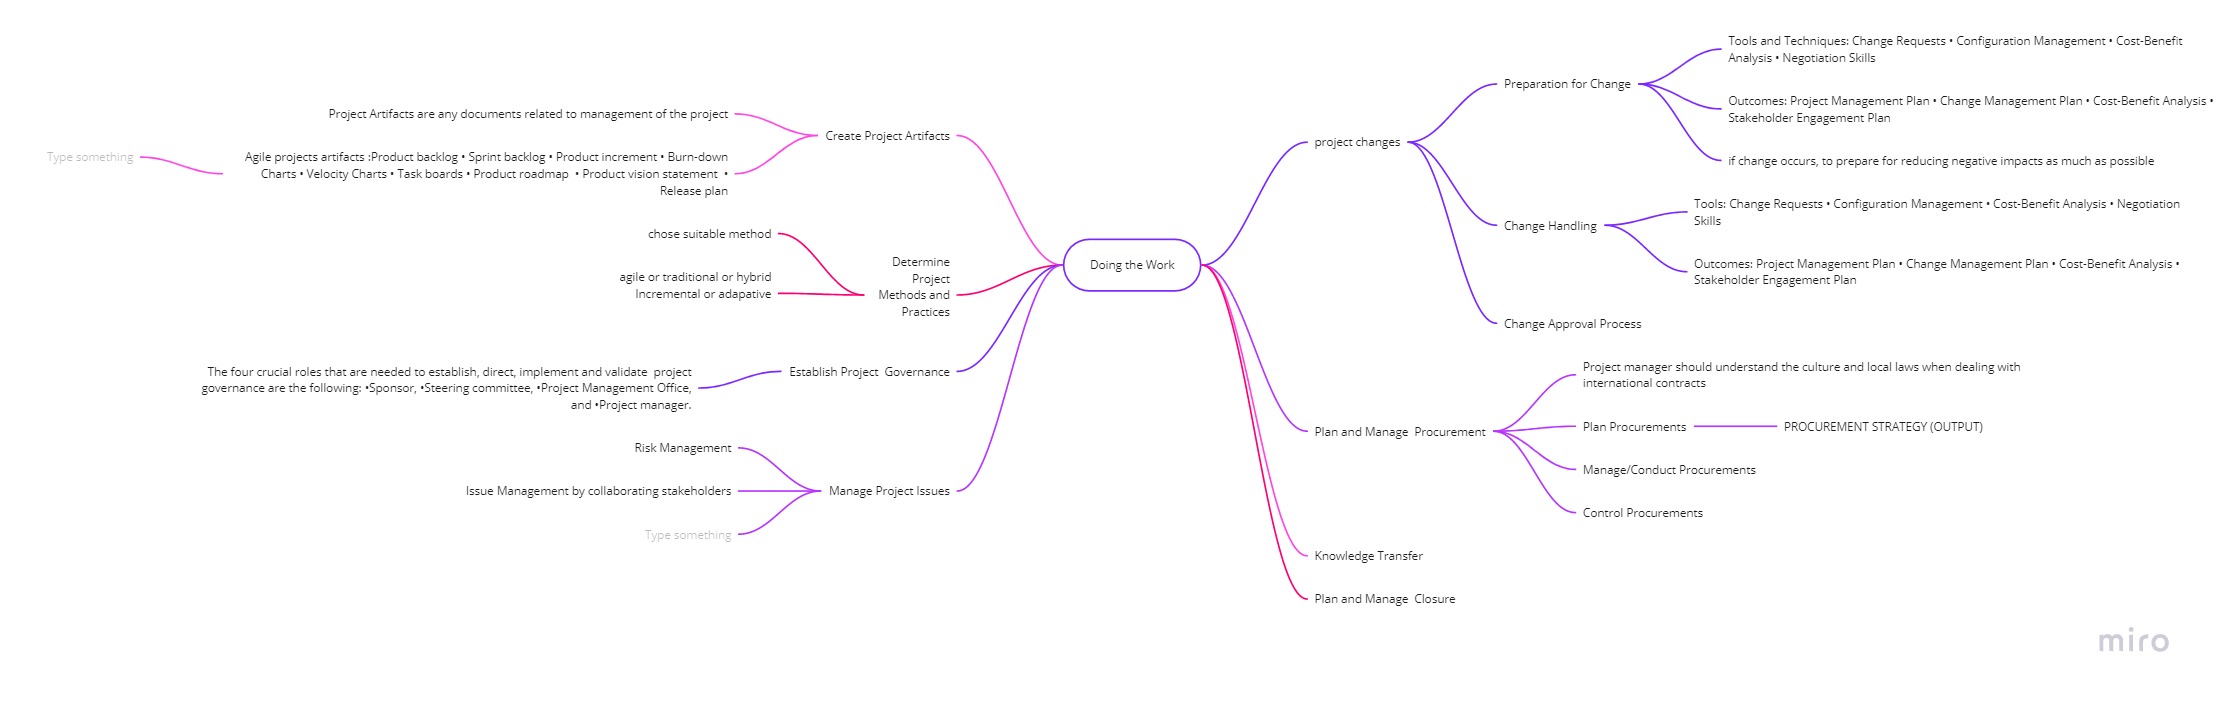 Project Artifacts are any documents related to management of the project
Create Project Artifacts
Type something
Agile projects artifacts :Product backlog • Sprint backlog • Product increment • Burn-down
Charts • Velocity Charts • Task boards • Product roadmap • Product vision statement •
Release plan
chose suitable method
Determine
Project
Methods and
Practices
agile or traditional or hybrid
Incremental or adapative
The four crucial roles that are needed to establish, direct, implement and validate project
governance are the following: •Sponsor, •Steering committee, •Project Management Office,
and •Project manager.
Establish Project Governance
Risk Management
Issue Management by collaborating stakeholders
Manage Project Issues
Type something
Doing the Work
project changes
Preparation for Change
Tools and Techniques: Change Requests • Configuration Management • Cost-Benefit
Analysis • Negotiation Skills
Outcomes: Project Management Plan • Change Management Plan • Cost-Benefit Analysis •
Stakeholder Engagement Plan
if change occurs, to prepare for reducing negative impacts as much as possible
Change Handling
Tools: Change Requests • Configuration Management • Cost-Benefit Analysis • Negotiation
Skills
Outcomes: Project Management Plan • Change Management Plan • Cost-Benefit Analysis •
Stakeholder Engagement Plan
Change Approval Process
Plan and Manage Procurement
Project manager should understand the culture and local laws when dealing with
international contracts
Plan Procurements
PROCUREMENT STRATEGY (OUTPUT)
Manage/Conduct Procurements
Control Procurements
Knowledge Transfer
Plan and Manage Closure
miro